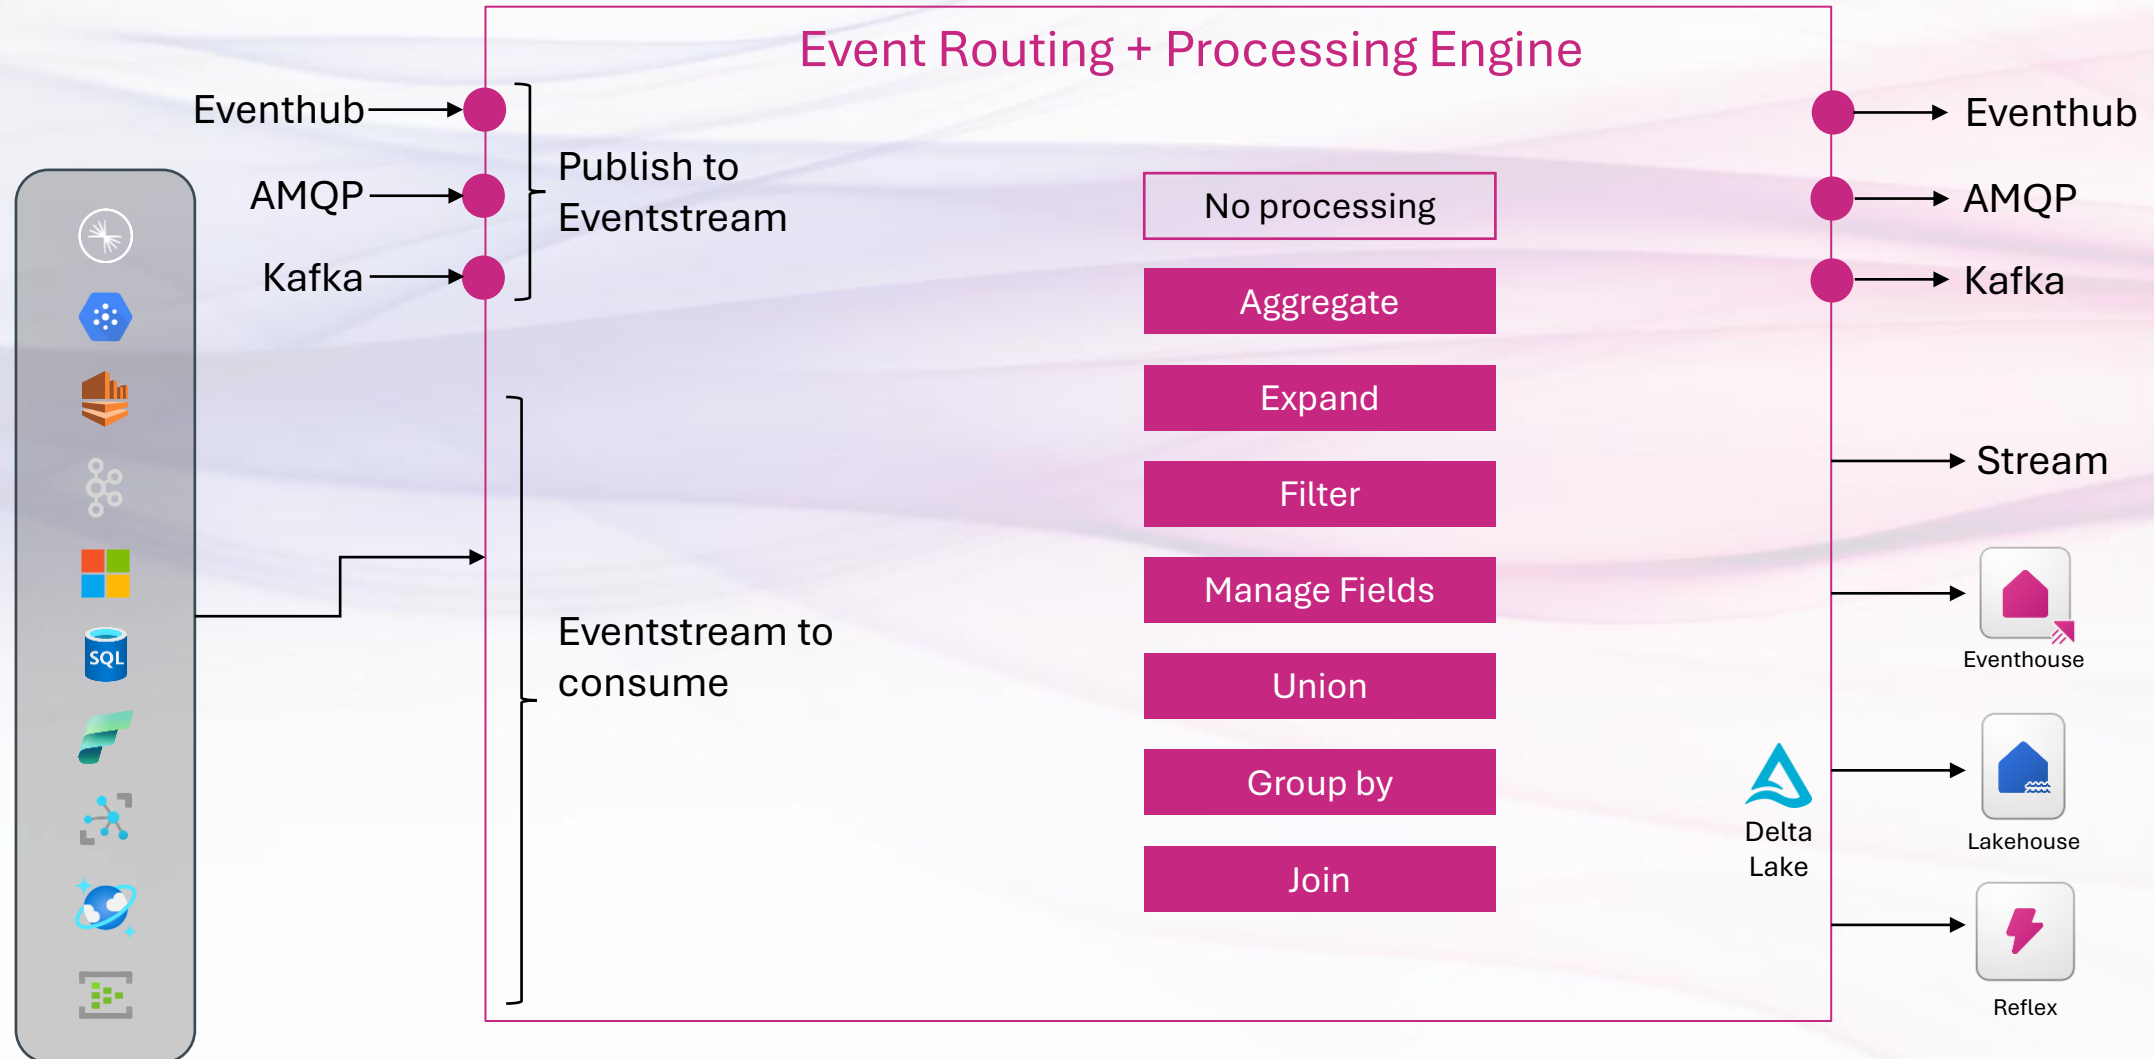 Event Routing + Processing Engine
Eventhub
AMQP
Kafka
Publish to
Eventstream
Eventstream to
consume
SQL
No processing
Aggregate
Expand
Filter
Manage Fields
Union
Group by
Join
Delta
Lake
Eventhub
AMQP
Kafka
Stream
Eventhouse
Lakehouse
Reflex